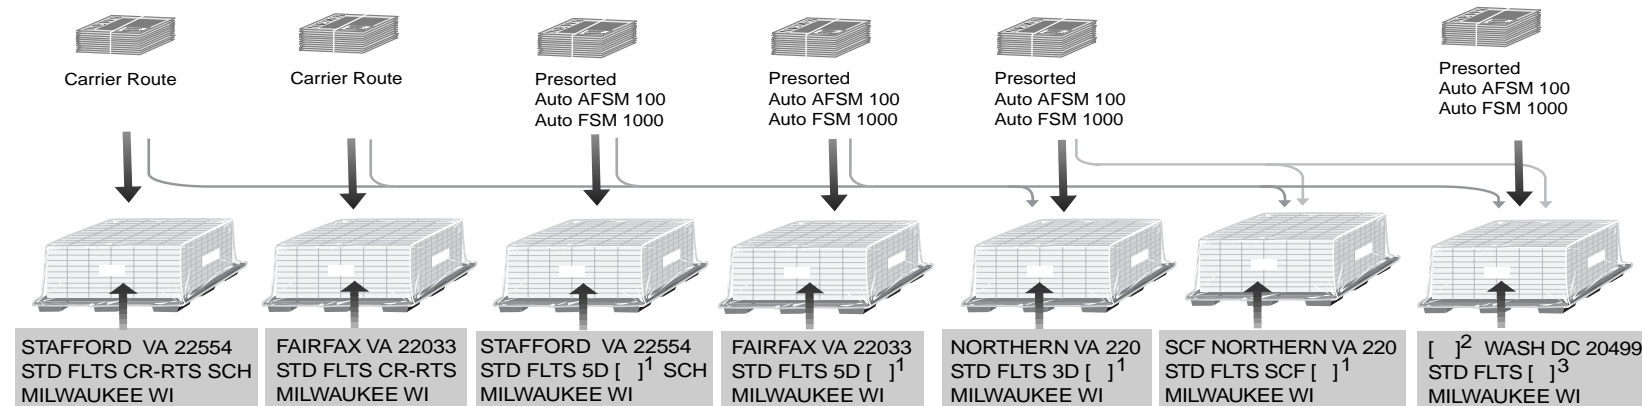 Carrier Route
Carrier Route
Presorted
Auto AFSM 100
Auto FSM 1000
Presorted
Auto AFSM 100
Auto FSM 1000
Presorted
Auto AFSM 100
Auto FSM 1000
Presorted
Auto AFSM 100
Auto FSM 1000
STAFFORD VA 22554
STD FLTS CR-RTS SCH
MILWAUKEE WI
FAIRFAX VA 22033
STD FLTS CR-RTS
MILWAUKEE WI
STAFFORD VA 22554
STD FLTS 5D [ ]¹ SCH
MILWAUKEE WI
FAIRFAX VA 22033
STD FLTS 5D [ ]¹
MILWAUKEE WI
NORTHERN VA 220
STD FLTS 3D [ ]¹
MILWAUKEE WI
SCF NORTHERN VA 220
STD FLTS SCF [ ]¹
MILWAUKEE WI
[ ]² WASH DC 20499
STD FLTS [ ]³
MILWAUKEE WI